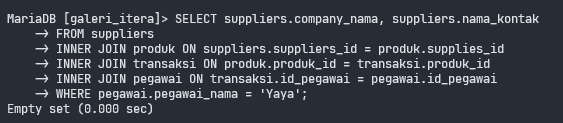 MariaDB [galeri_itera]> SELECT suppliers.company_nama, suppliers.nama_kontak
-> FROM suppliers
-> INNER JOIN produk ON suppliers.suppliers_id = produk.supplies_id
-> INNER JOIN transaksi ON produk.produk_id = transaksi.produk_id
-> INNER JOIN pegawai ON transaksi.id_pegawai = pegawai.id_pegawai
-> WHERE pegawai.pegawai_nama = 'Yaya';
Empty set (0.000 sec)